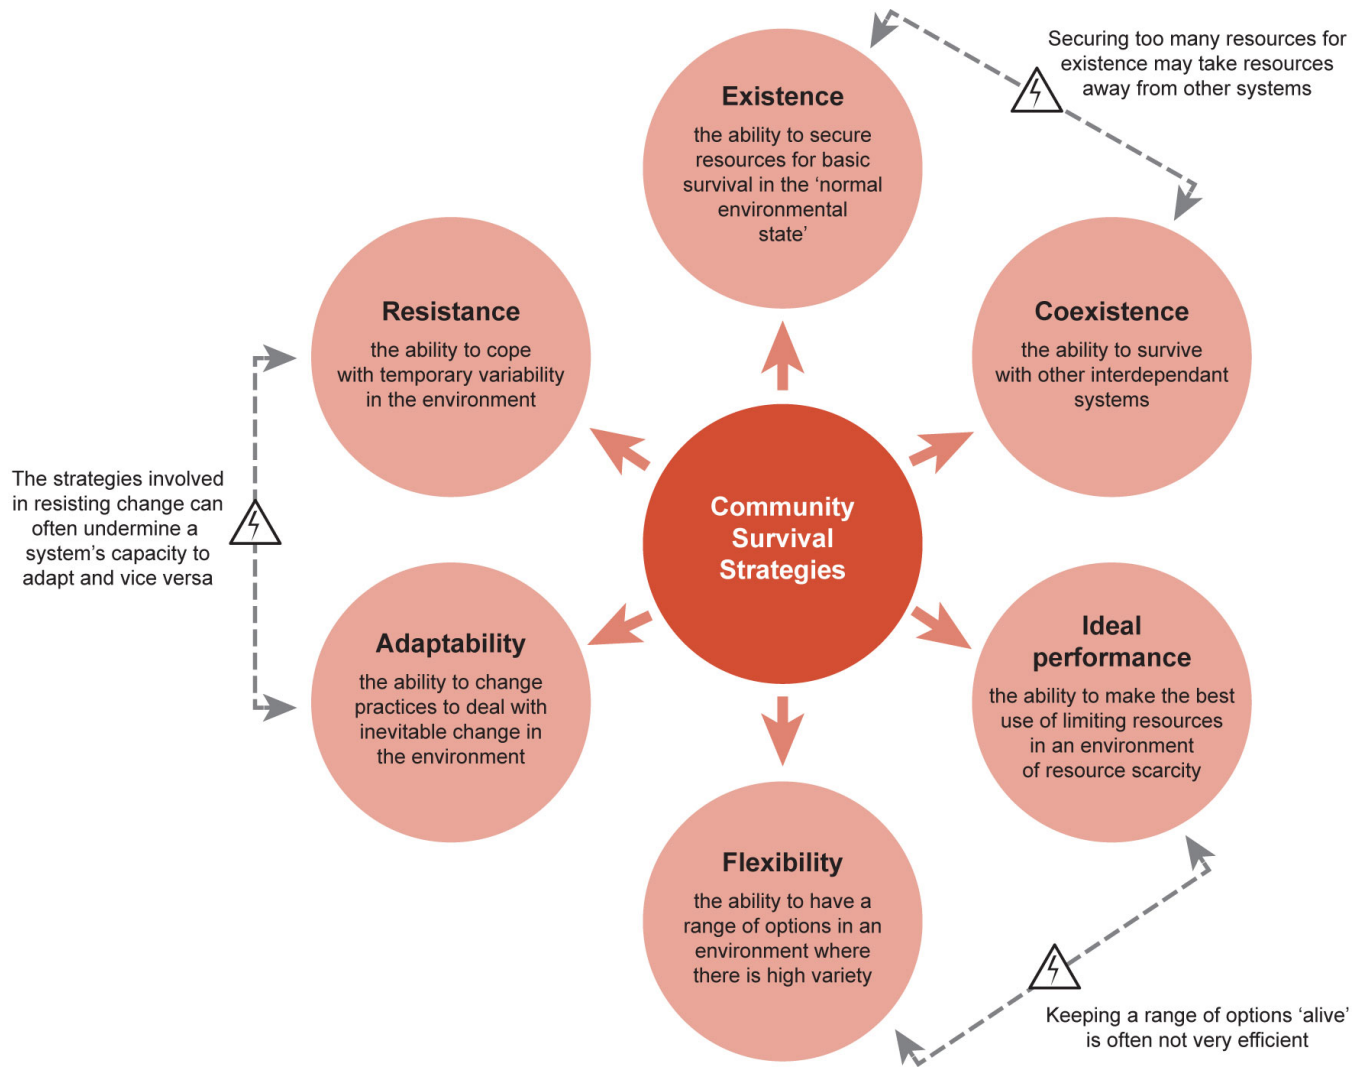 Securing too many resources for
existence may take resources
away from other systems
Existence
the ability to secure
resources for basic
survival in the ‘normal
environmental
state’
Resistance
the ability to cope
with temporary variability
in the environment
Coexistence
the ability to survive
with other interdependant
systems
The strategies involved
in resisting change can
often undermine a
system’s capacity to
adapt and vice versa
Community
Survival
Strategies
Adaptability
the ability to change
practices to deal with
inevitable change in
the environment
Ideal
performance
the ability to make the best
use of limiting resources
in an environment
of resource scarcity
Flexibility
the ability to have a
range of options in an
environment where
there is high variety
Keeping a range of options ‘alive’
is often not very efficient